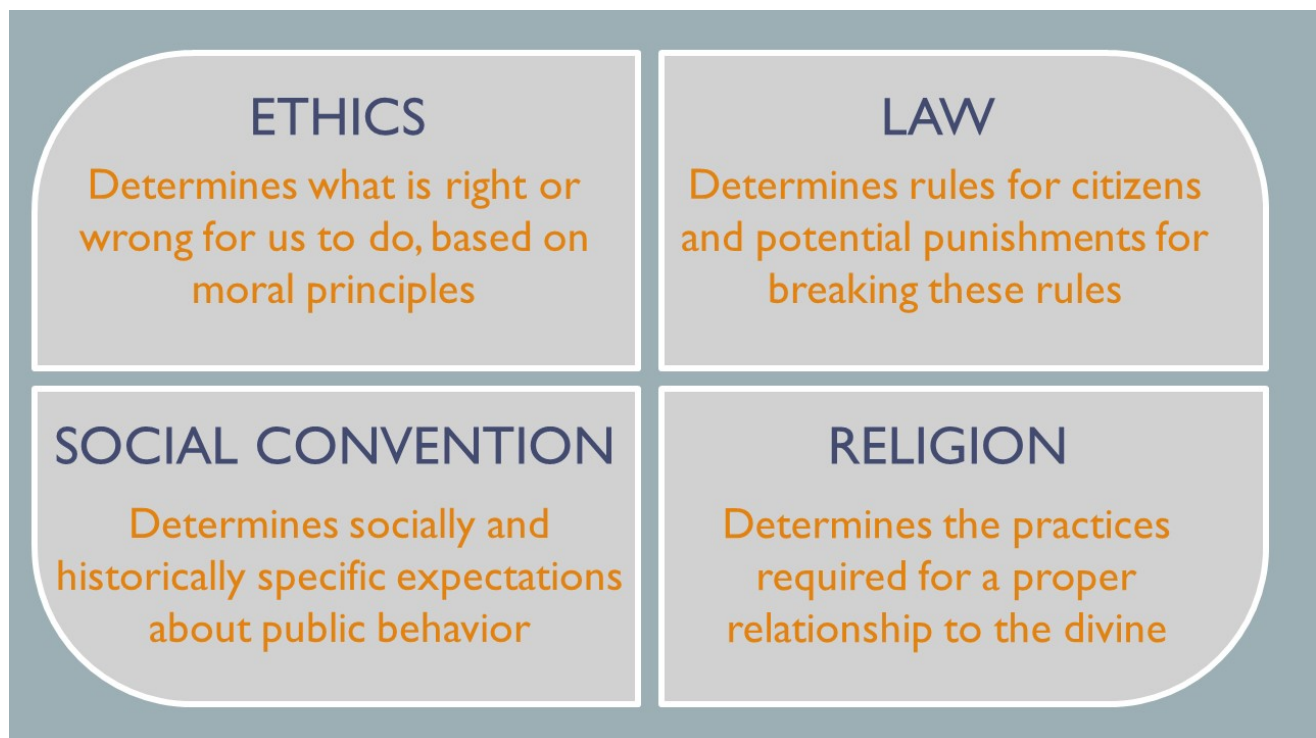 ETHICS
Determines what is right or
wrong for us to do, based on
moral principles
LAW
Determines rules for citizens
and potential punishments for
breaking these rules
SOCIAL CONVENTION
Determines socially and
historically specific expectations
about public behavior
RELIGION
Determines the practices
required for a proper
relationship to the divine